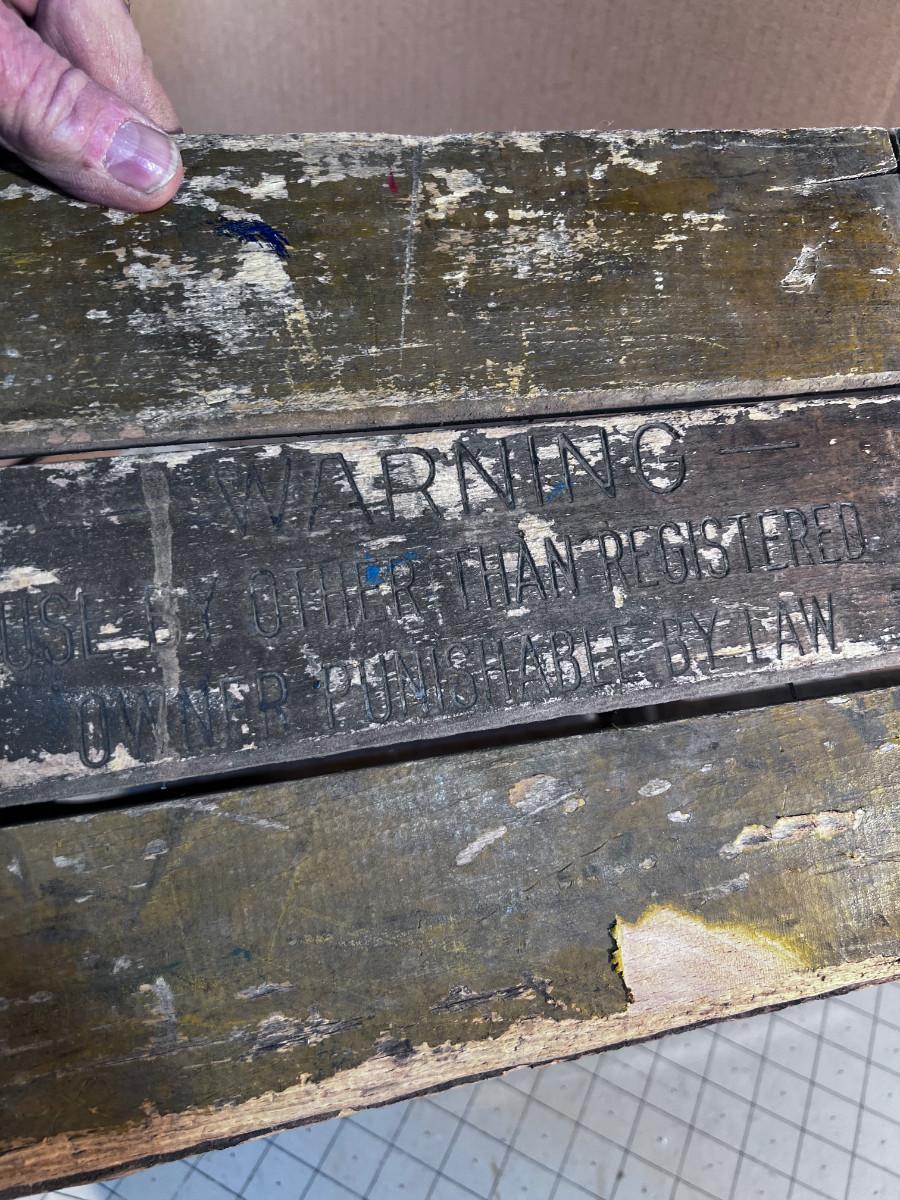 WARNING —
USE BY OTHER THAN REGISTERED
OWNER PUNISHABLE BY LAW